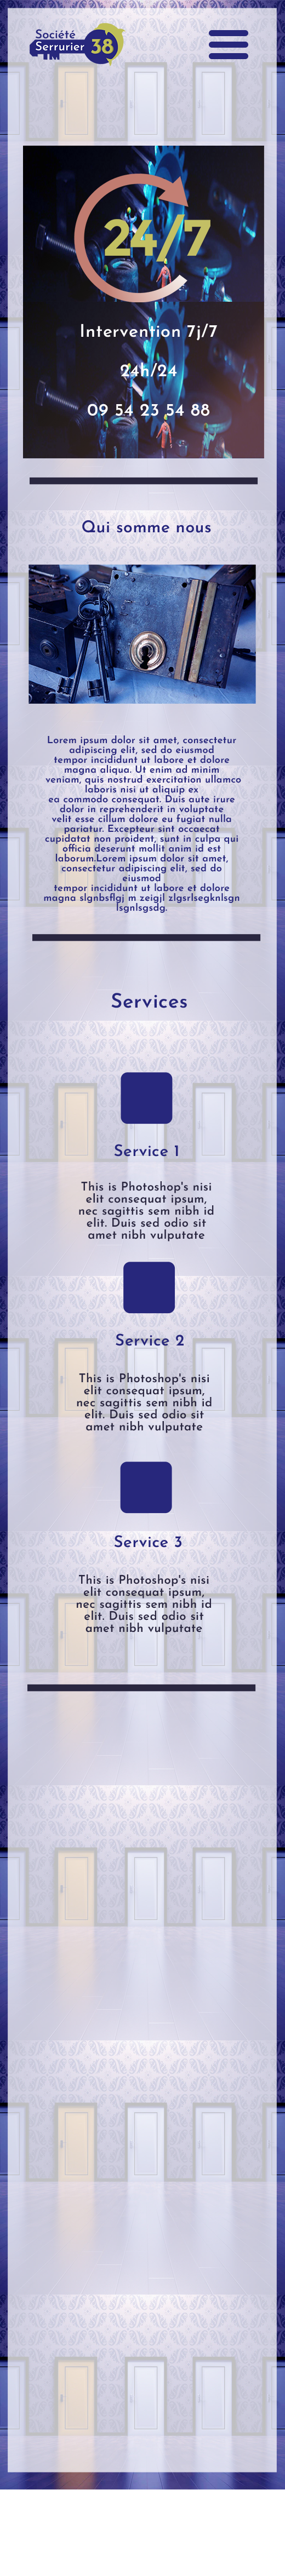 Société
Serrurier 38
24/7
Intervention 7j/7
24h/24
09 54 23 54 88
Qui somme nous
Lorem ipsum dolor sit amet, consectetur
adipiscing elit, sed do eiusmod
tempor incididunt ut labore et dolore
magna aliqua. Ut enim ad minim
veniam, quis nostrud exercitation ullamco
laboris nisi ut aliquip ex
ea commodo consequat. Duis aute irure
dolor in reprehenderit in voluptate
velit esse cillum dolore eu fugiat nulla
pariatur. Excepteur sint occaecat
cupidatat non proident, sunt in culpa qui
officia deserunt mollit anim id est
laborum.Lorem ipsum dolor sit amet,
consectetur adipiscing elit, sed do
eiusmod
tempor incididunt ut labore et dolore
magna slgnbsflgj m zeigjl zlgsrlsegknlsgn
lsgnlsgsdg.
Services
Service 1
This is Photoshop's nisi
elit consequat ipsum,
nec sagittis sem nibh id
elit. Duis sed odio sit
amet nibh vulputate
Service 2
This is Photoshop's nisi
elit consequat ipsum,
nec sagittis sem nibh id
elit. Duis sed odio sit
amet nibh vulputate
Service 3
This is Photoshop's nisi
elit consequat ipsum,
nec sagittis sem nibh id
elit. Duis sed odio sit
amet nibh vulputate